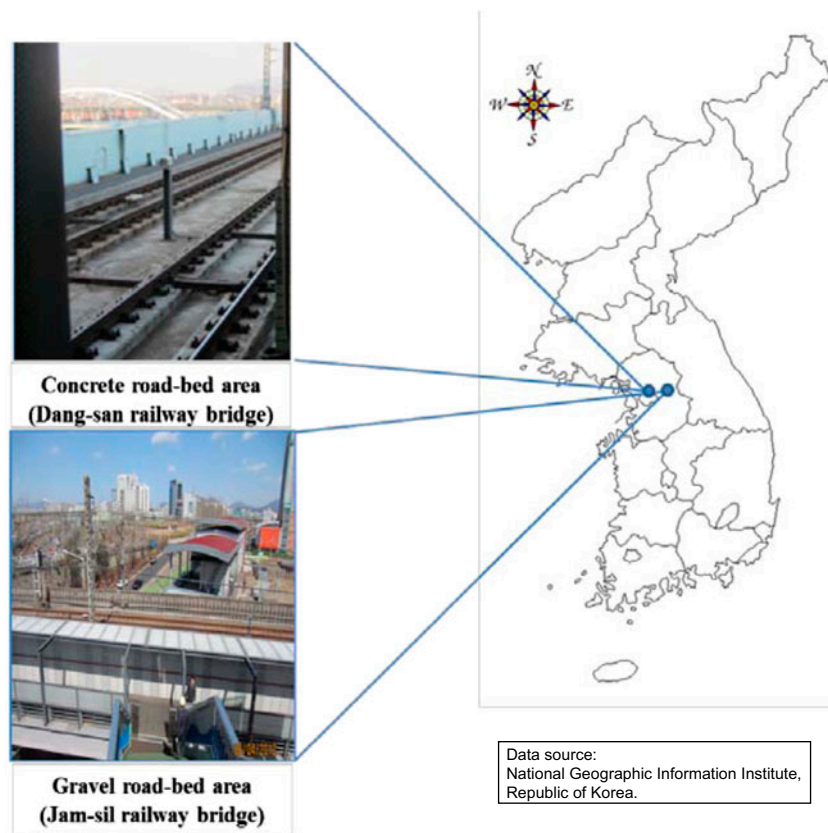 N
W
E
S
Concrete road-bed area
(Dang-san railway bridge)
Gravel road-bed area
(Jam-sil railway bridge)
Data source:
National Geographic Information Institute,
Republic of Korea.